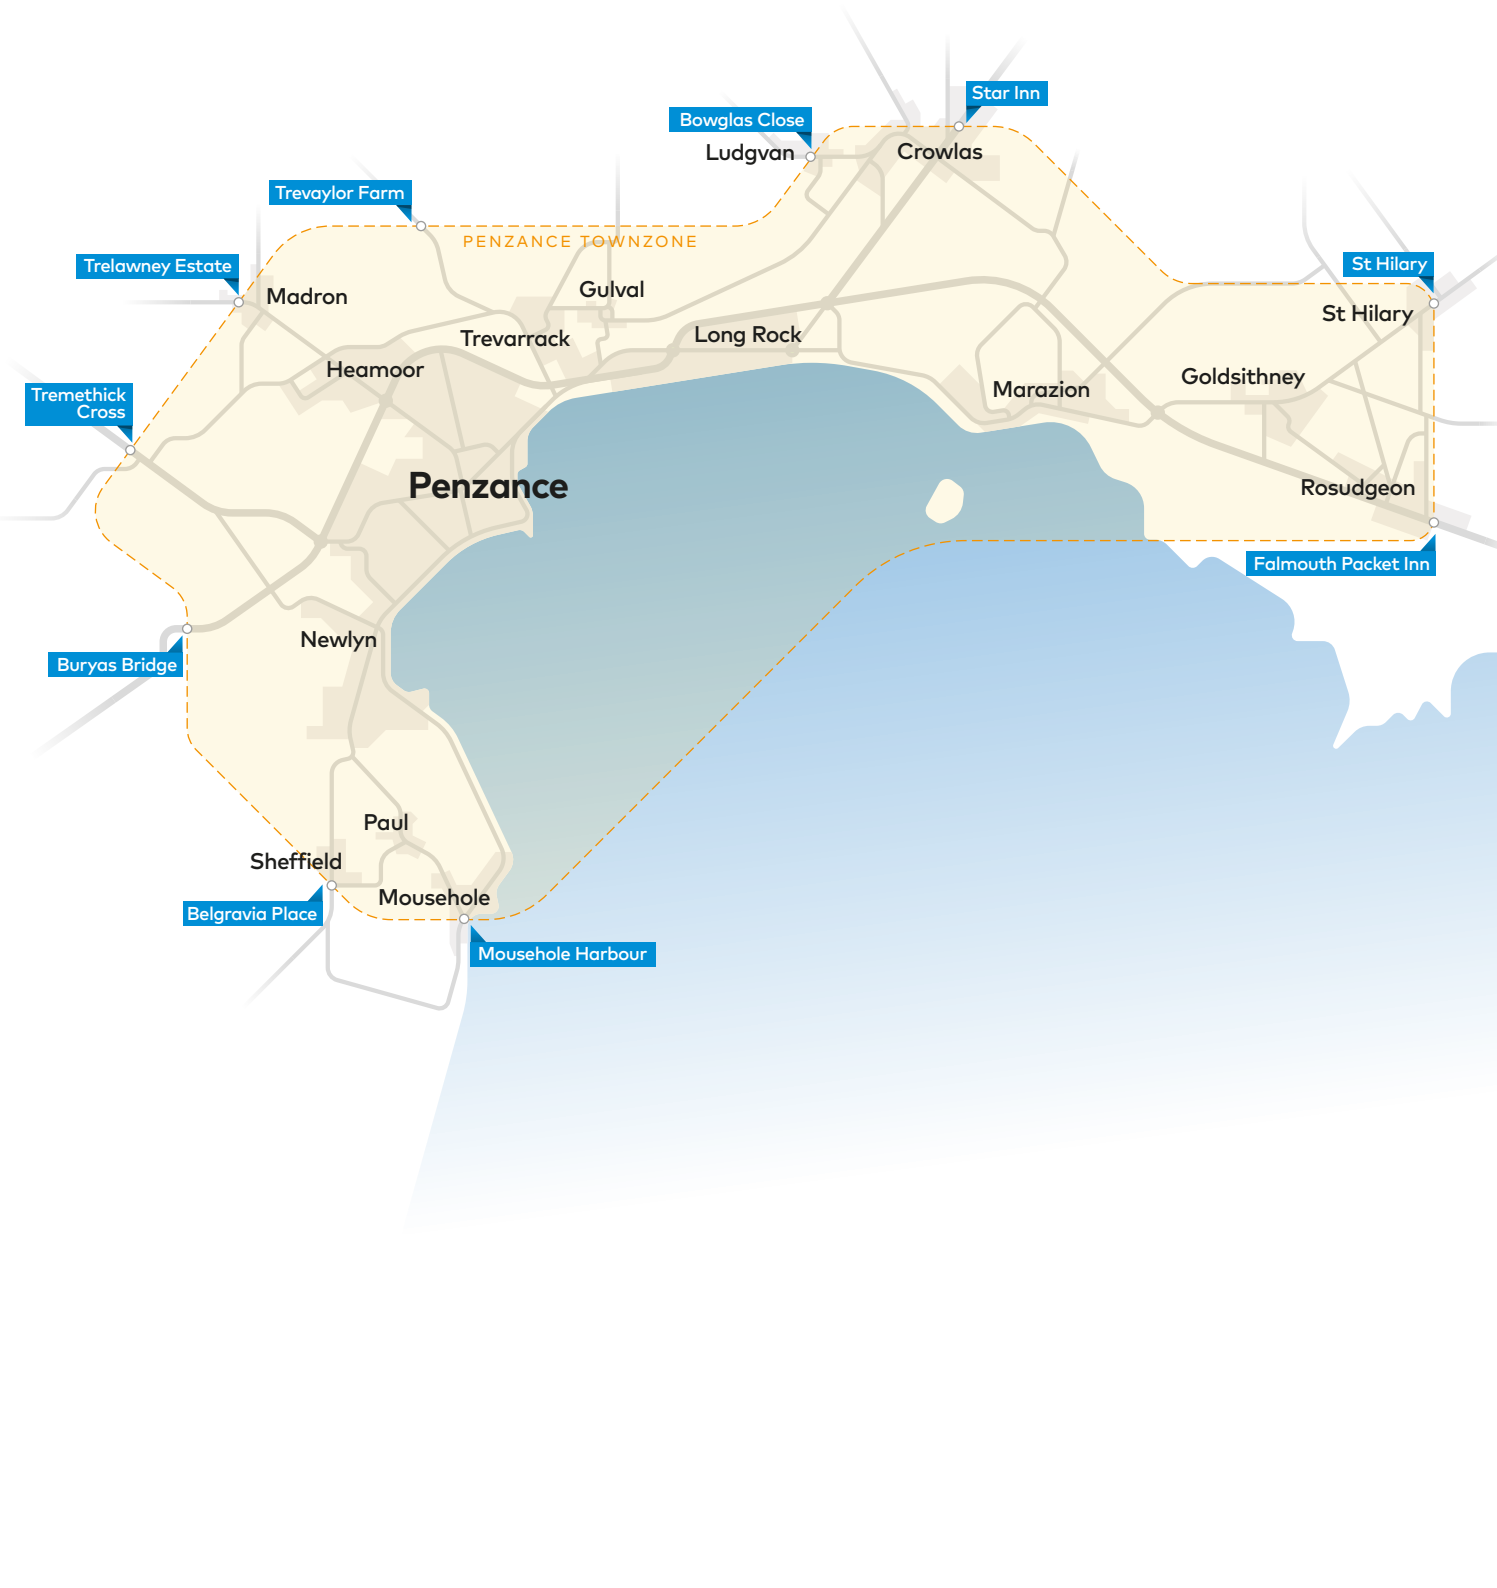 Star Inn
Bowglas Close
Ludgvan
Crowlas
Trevaylor Farm
PENZANCE TOWNZONE
Trelawney Estate
Madron
Gulval
St Hilary
St Hilary
Trevarrack
Long Rock
Heamoor
Goldsithney
Marazion
Tremethick
Cross
Penzance
Rosudgeon
Falmouth Packet Inn
Newlyn
Buryas Bridge
Paul
Sheffield
Mousehole
Belgravia Place
Mousehole Harbour